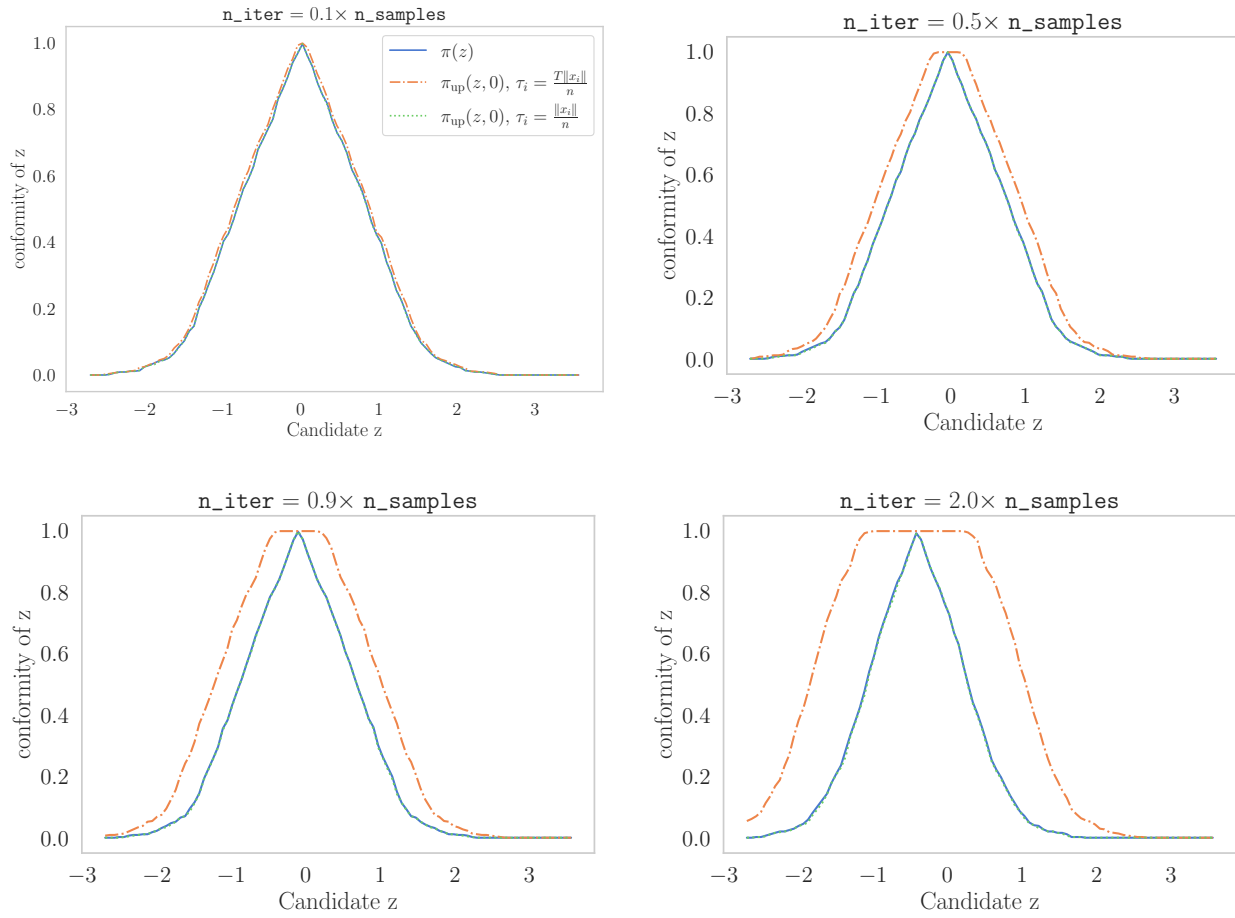 n_iter = 0.1× n_samples
1.0
0.8
0.6
0.4
0.2
0.0
conformity of z
π(z)
π_up(z, 0), τ_i = T‖x_i‖/n
π_up(z, 0), τ_i = ‖x_i‖/n
−3 −2 −1 0 1 2 3
Candidate z
n_iter = 0.5× n_samples
1.0
0.8
0.6
0.4
0.2
0.0
conformity of z
−3 −2 −1 0 1 2 3
Candidate z
n_iter = 0.9× n_samples
1.0
0.8
0.6
0.4
0.2
0.0
conformity of z
−3 −2 −1 0 1 2 3
Candidate z
n_iter = 2.0× n_samples
1.0
0.8
0.6
0.4
0.2
0.0
conformity of z
−3 −2 −1 0 1 2 3
Candidate z